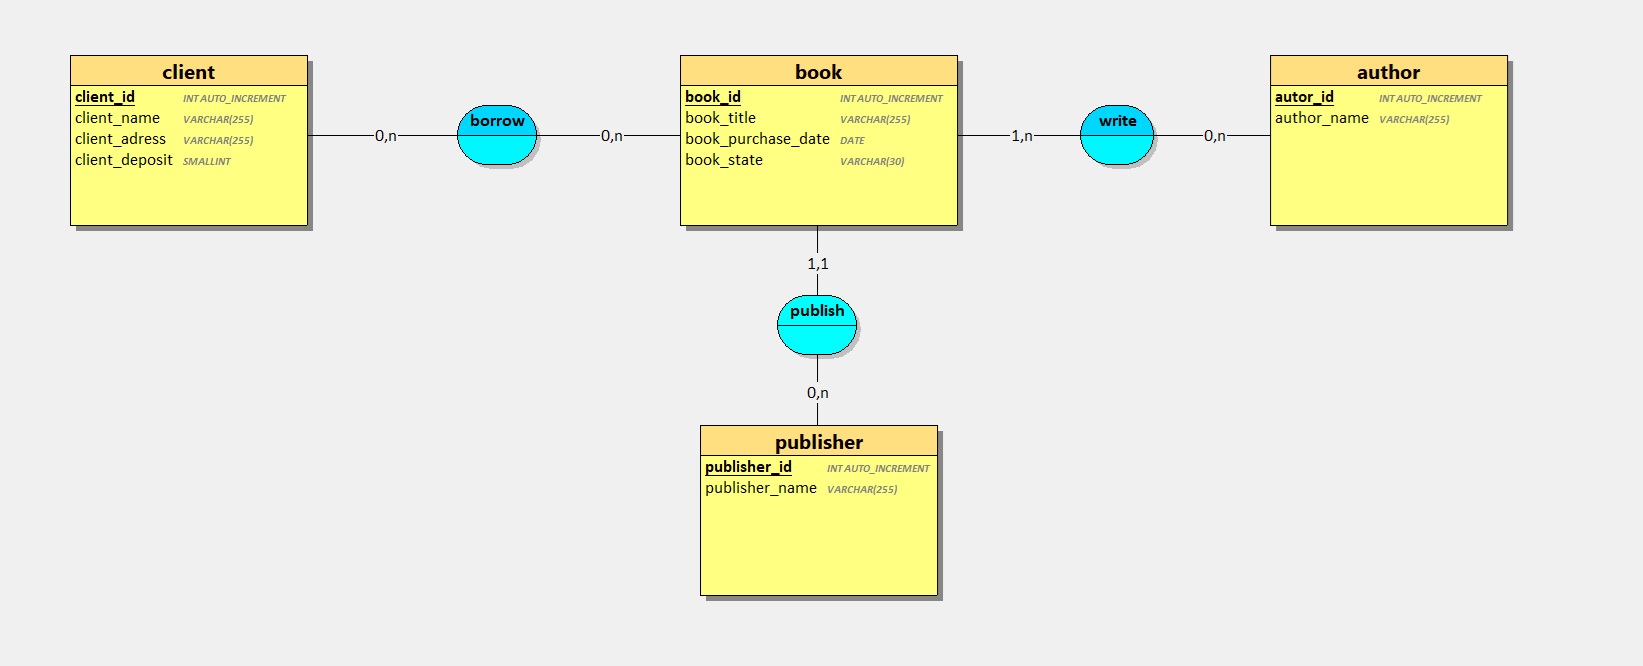 client
client_id INT AUTO_INCREMENT
client_name VARCHAR(255)
client_adress VARCHAR(255)
client_deposit SMALLINT
0,n
borrow
0,n
book
book_id INT AUTO_INCREMENT
book_title VARCHAR(255)
book_purchase_date DATE
book_state VARCHAR(30)
1,n
write
0,n
author
autor_id INT AUTO_INCREMENT
author_name VARCHAR(255)
1,1
publish
0,n
publisher
publisher_id INT AUTO_INCREMENT
publisher_name VARCHAR(255)